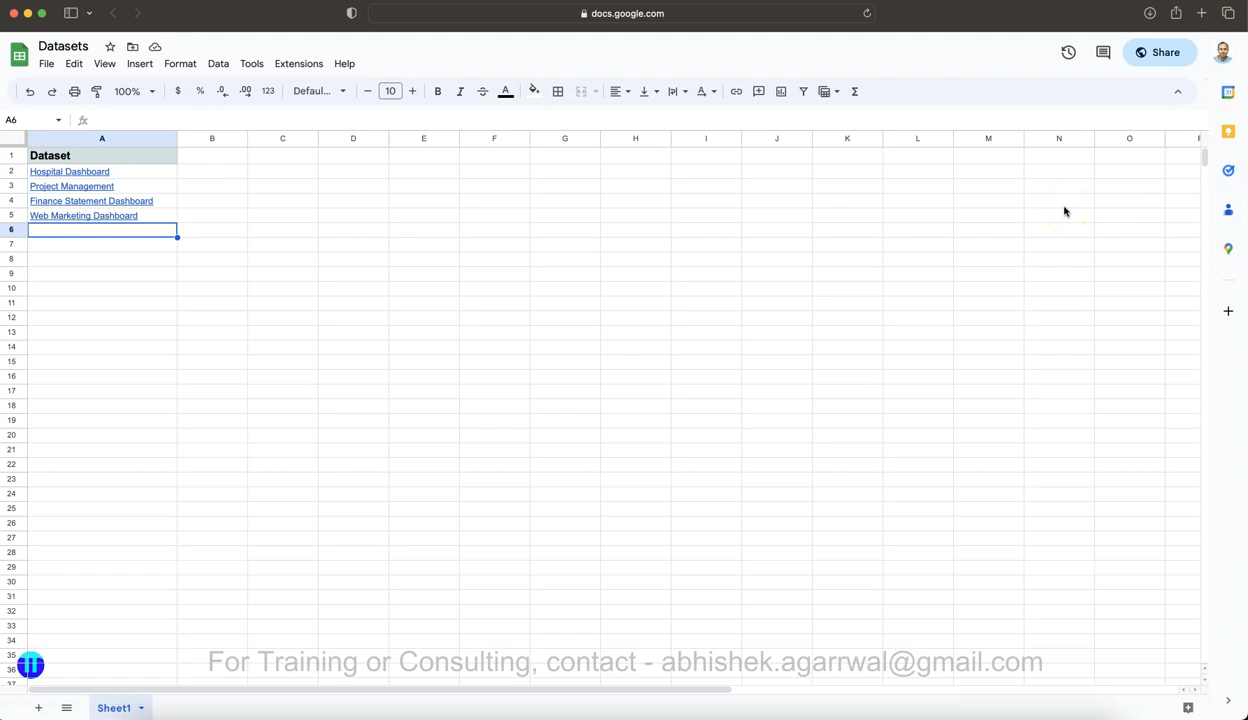 docs.google.com
Datasets
File Edit View Insert Format Data Tools Extensions Help
Share
100% $ % .0 .00 123 Defaul... 10 B I S A Σ
A6 fx
A B C D E F G H I J K L M N O
1 Dataset
2 Hospital Dashboard
3 Project Management
4 Finance Statement Dashboard
5 Web Marketing Dashboard
6
7
8
9
10
11
12
13
14
15
16
17
18
19
20
21
22
23
24
25
26
27
28
29
30
31
32
33
34
35
36
37
For Training or Consulting, contact - abhishek.agarrwal@gmail.com
Sheet1